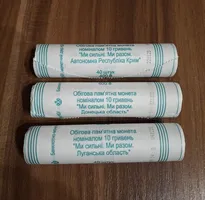 Обігова пам'ятна монета
номіналом 10 гривень
"Ми сильні. Ми разом.
Автономна Республіка Крим"
Обігова пам'ятна монета
номіналом 10 гривень
"Ми сильні. Ми разом.
Донецька область"
Обігова пам'ятна монета
номіналом 10 гривень
"Ми сильні. Ми разом.
Луганська область"